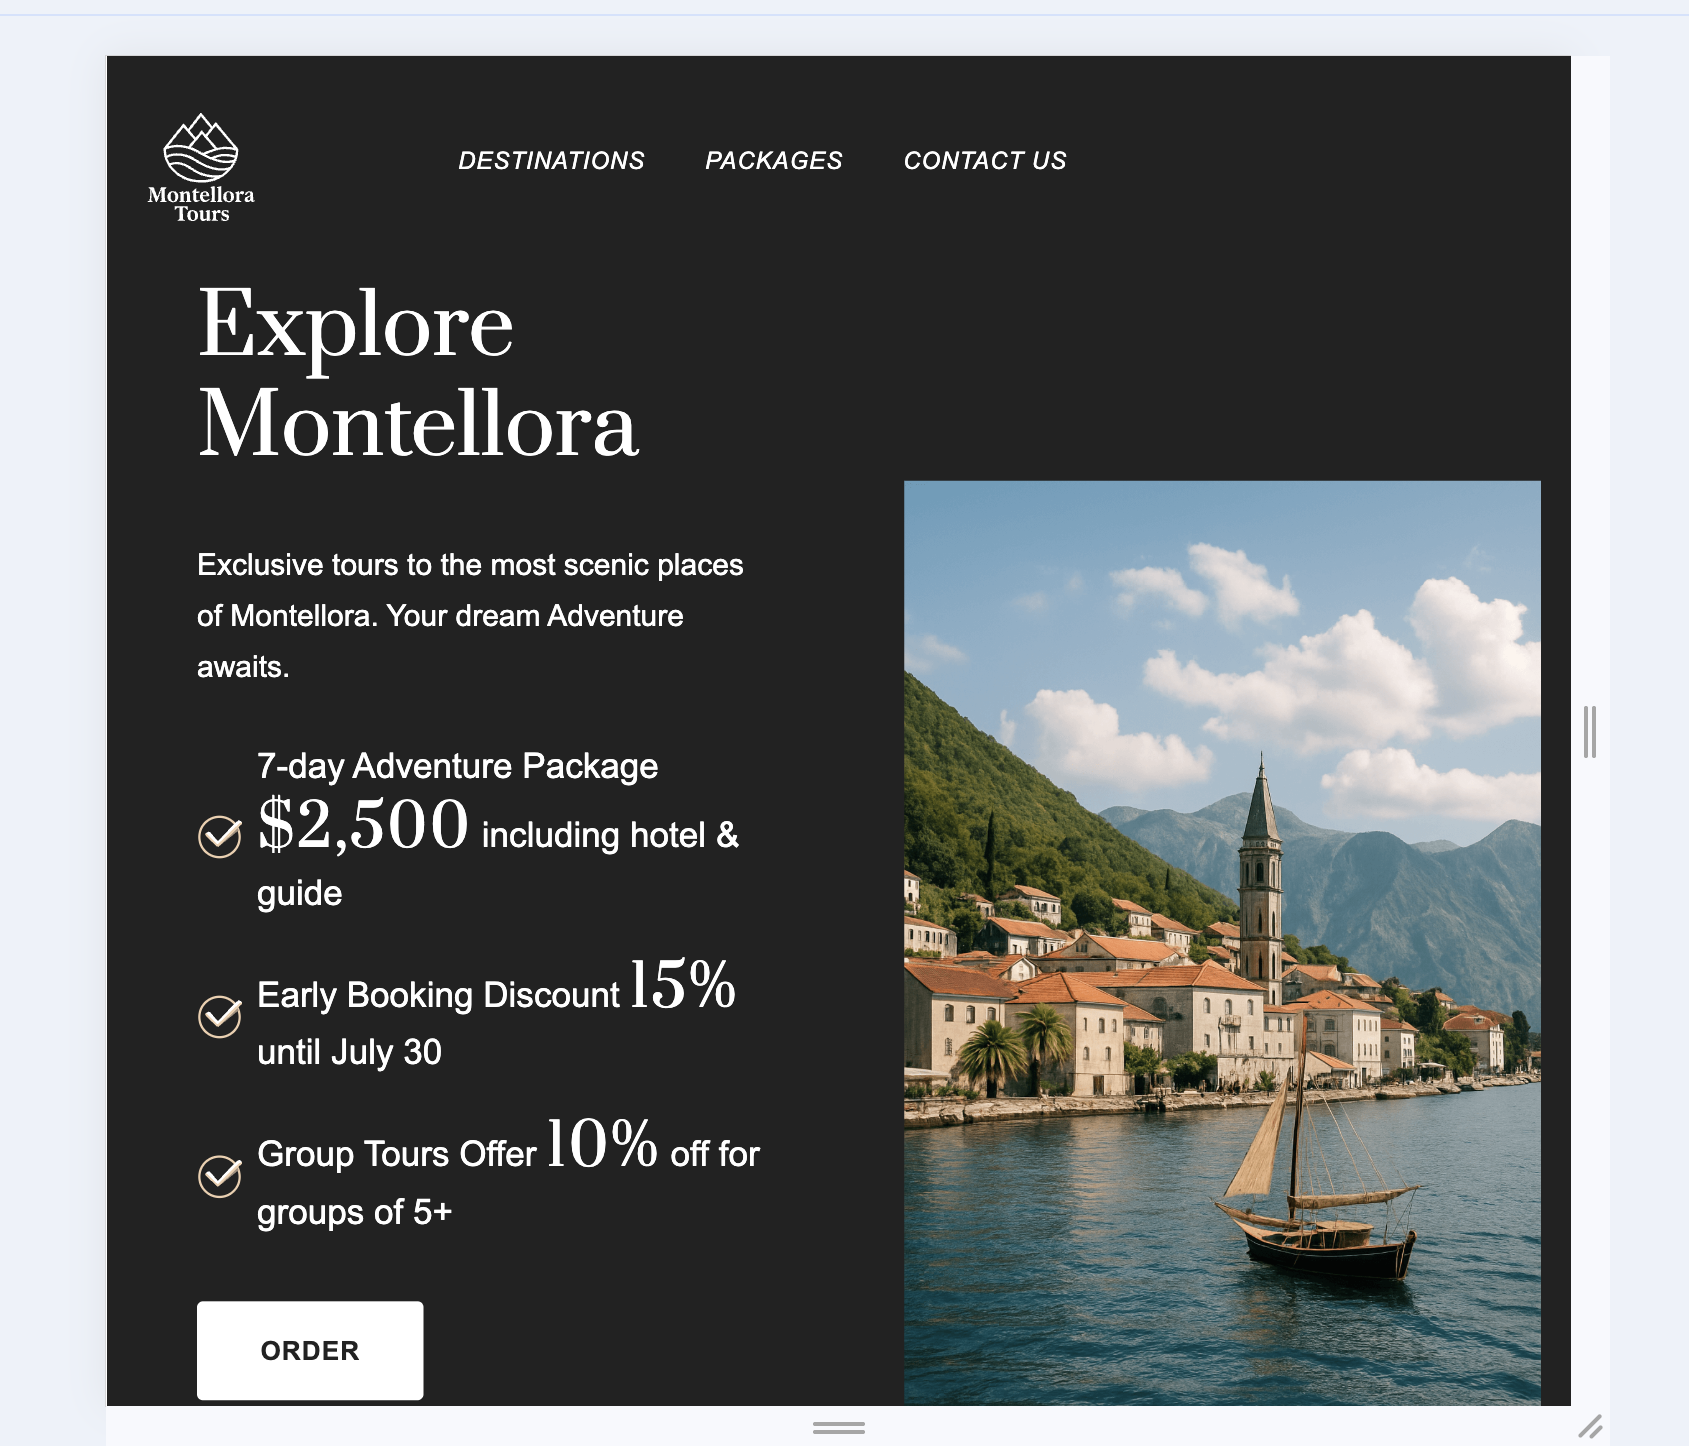 Montellora
Tours
DESTINATIONS
PACKAGES
CONTACT US
Explore
Montellora
Exclusive tours to the most scenic places
of Montellora. Your dream Adventure
awaits.
7-day Adventure Package
$2,500 including hotel &
guide
Early Booking Discount 15%
until July 30
Group Tours Offer 10% off for
groups of 5+
ORDER